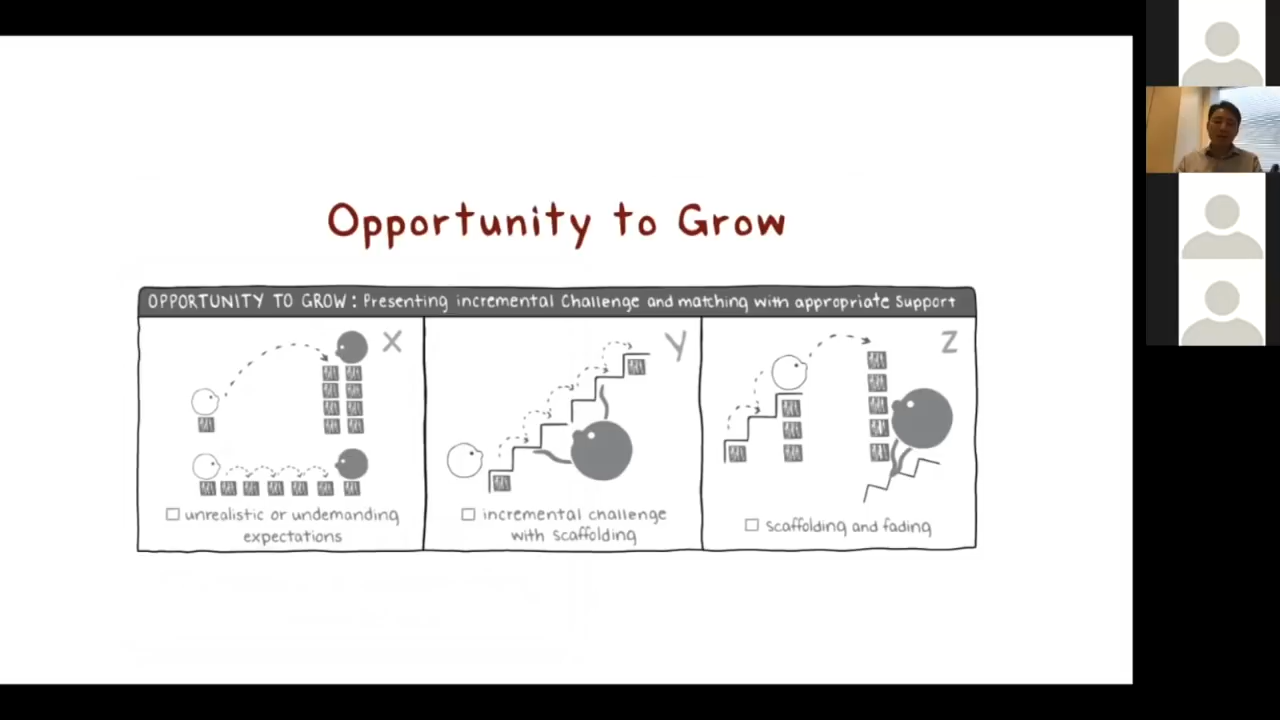 Opportunity to Grow
OPPORTUNITY TO GROW: Presenting incremental Challenge and matching with appropriate Support
X
Y
Z
unrealistic or undemanding
expectations
incremental challenge
with scaffolding
scaffolding and fading